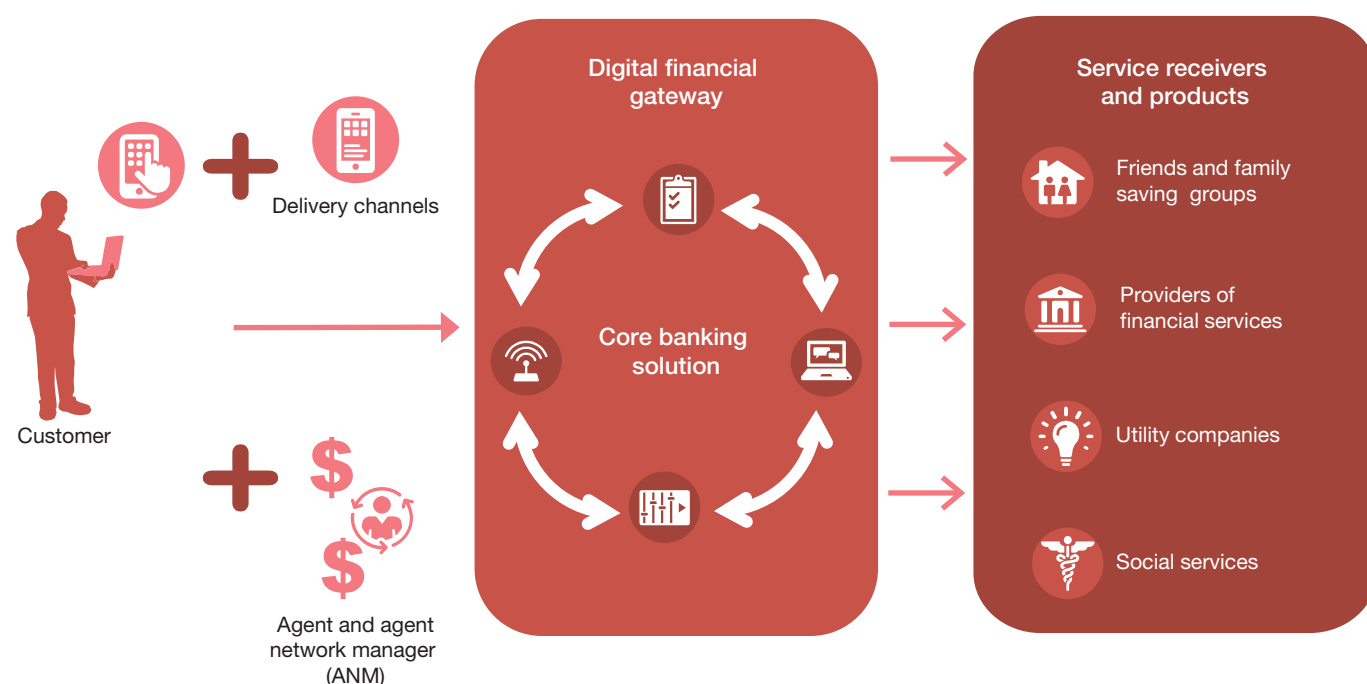 Delivery channels
Customer
Agent and agent
network manager
(ANM)
Digital financial
gateway
Core banking
solution
Service receivers
and products
Friends and family
saving groups
Providers of
financial services
Utility companies
Social services